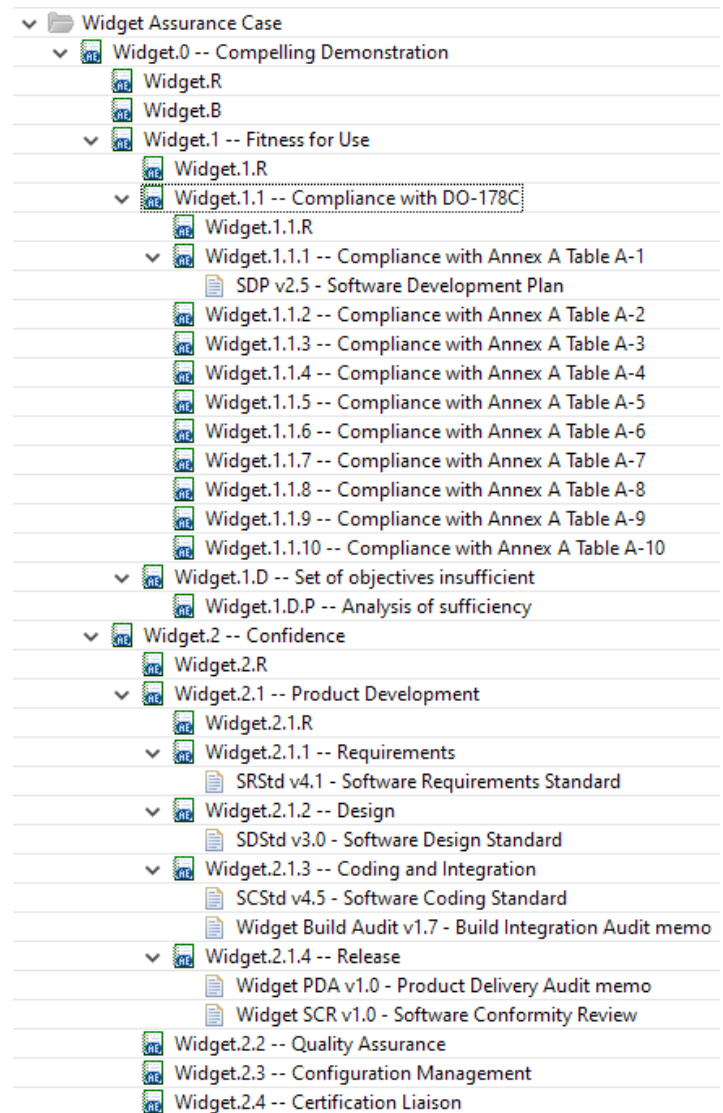 Widget Assurance Case
Widget.0 -- Compelling Demonstration
Widget.R
Widget.B
Widget.1 -- Fitness for Use
Widget.1.R
Widget.1.1 -- Compliance with DO-178C
Widget.1.1.R
Widget.1.1.1 -- Compliance with Annex A Table A-1
SDP v2.5 - Software Development Plan
Widget.1.1.2 -- Compliance with Annex A Table A-2
Widget.1.1.3 -- Compliance with Annex A Table A-3
Widget.1.1.4 -- Compliance with Annex A Table A-4
Widget.1.1.5 -- Compliance with Annex A Table A-5
Widget.1.1.6 -- Compliance with Annex A Table A-6
Widget.1.1.7 -- Compliance with Annex A Table A-7
Widget.1.1.8 -- Compliance with Annex A Table A-8
Widget.1.1.9 -- Compliance with Annex A Table A-9
Widget.1.1.10 -- Compliance with Annex A Table A-10
Widget.1.D -- Set of objectives insufficient
Widget.1.D.P -- Analysis of sufficiency
Widget.2 -- Confidence
Widget.2.R
Widget.2.1 -- Product Development
Widget.2.1.R
Widget.2.1.1 -- Requirements
SRStd v4.1 - Software Requirements Standard
Widget.2.1.2 -- Design
SDStd v3.0 - Software Design Standard
Widget.2.1.3 -- Coding and Integration
SCStd v4.5 - Software Coding Standard
Widget Build Audit v1.7 - Build Integration Audit memo
Widget.2.1.4 -- Release
Widget PDA v1.0 - Product Delivery Audit memo
Widget SCR v1.0 - Software Conformity Review
Widget.2.2 -- Quality Assurance
Widget.2.3 -- Configuration Management
Widget.2.4 -- Certification Liaison